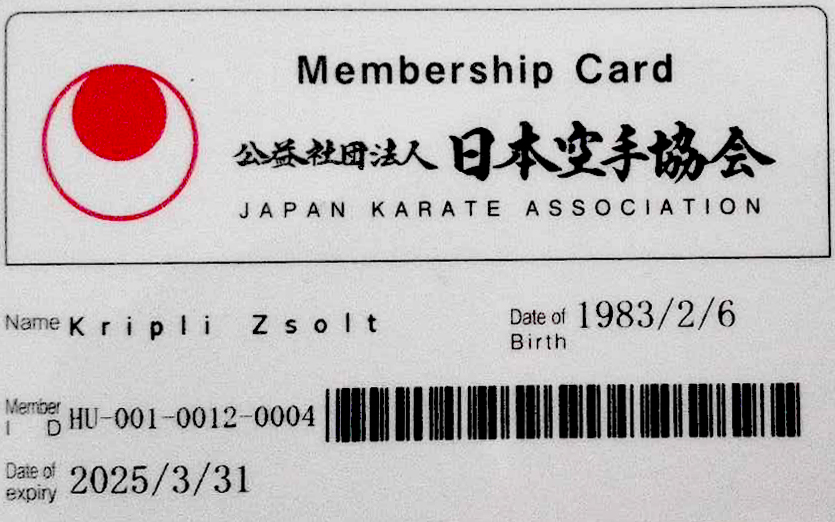 Membership Card
公益社団法人 日本空手協会
JAPAN KARATE ASSOCIATION
Name Kripli Zsolt
Date of Birth 1983/2/6
Member ID HU-001-0012-0004
Date of expiry 2025/3/31